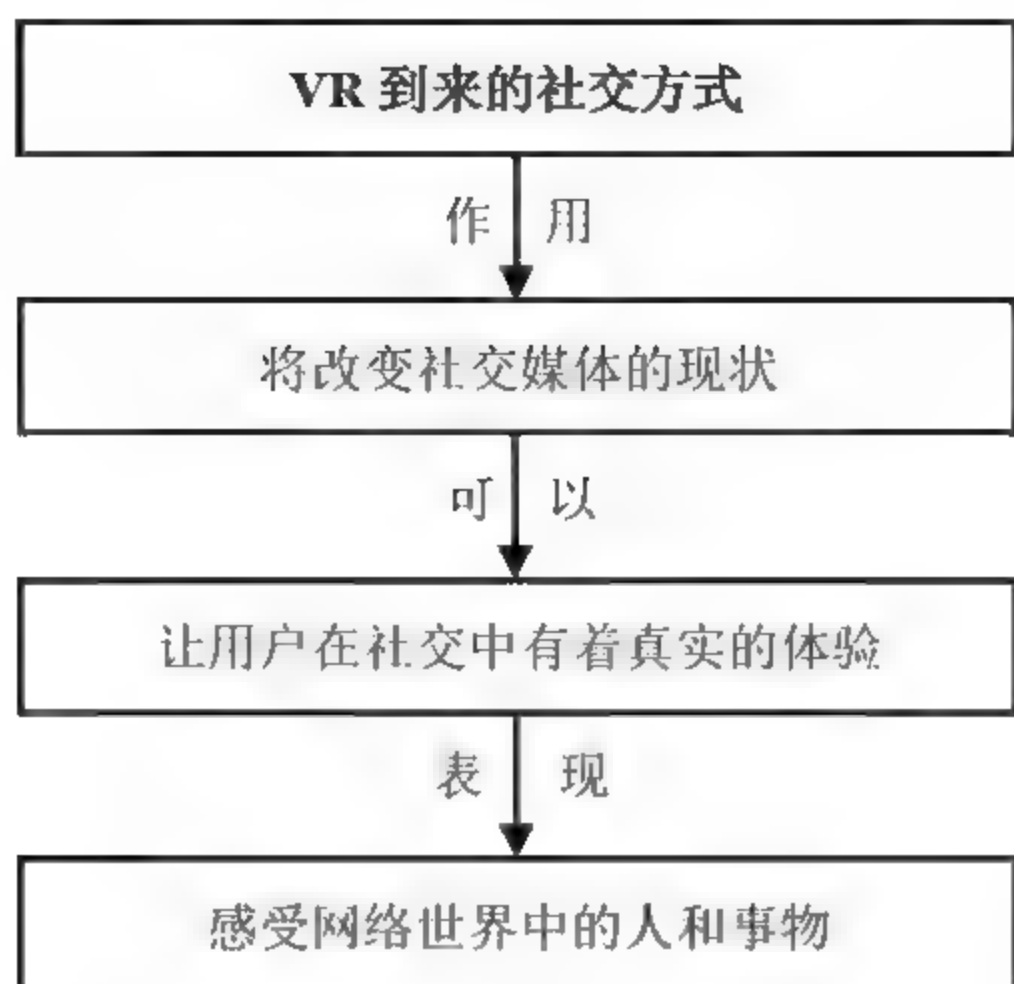 VR 到来的社交方式
作用
将改变社交媒体的现状
可以
让用户在社交中有着真实的体验
表现
感受网络世界中的人和事物